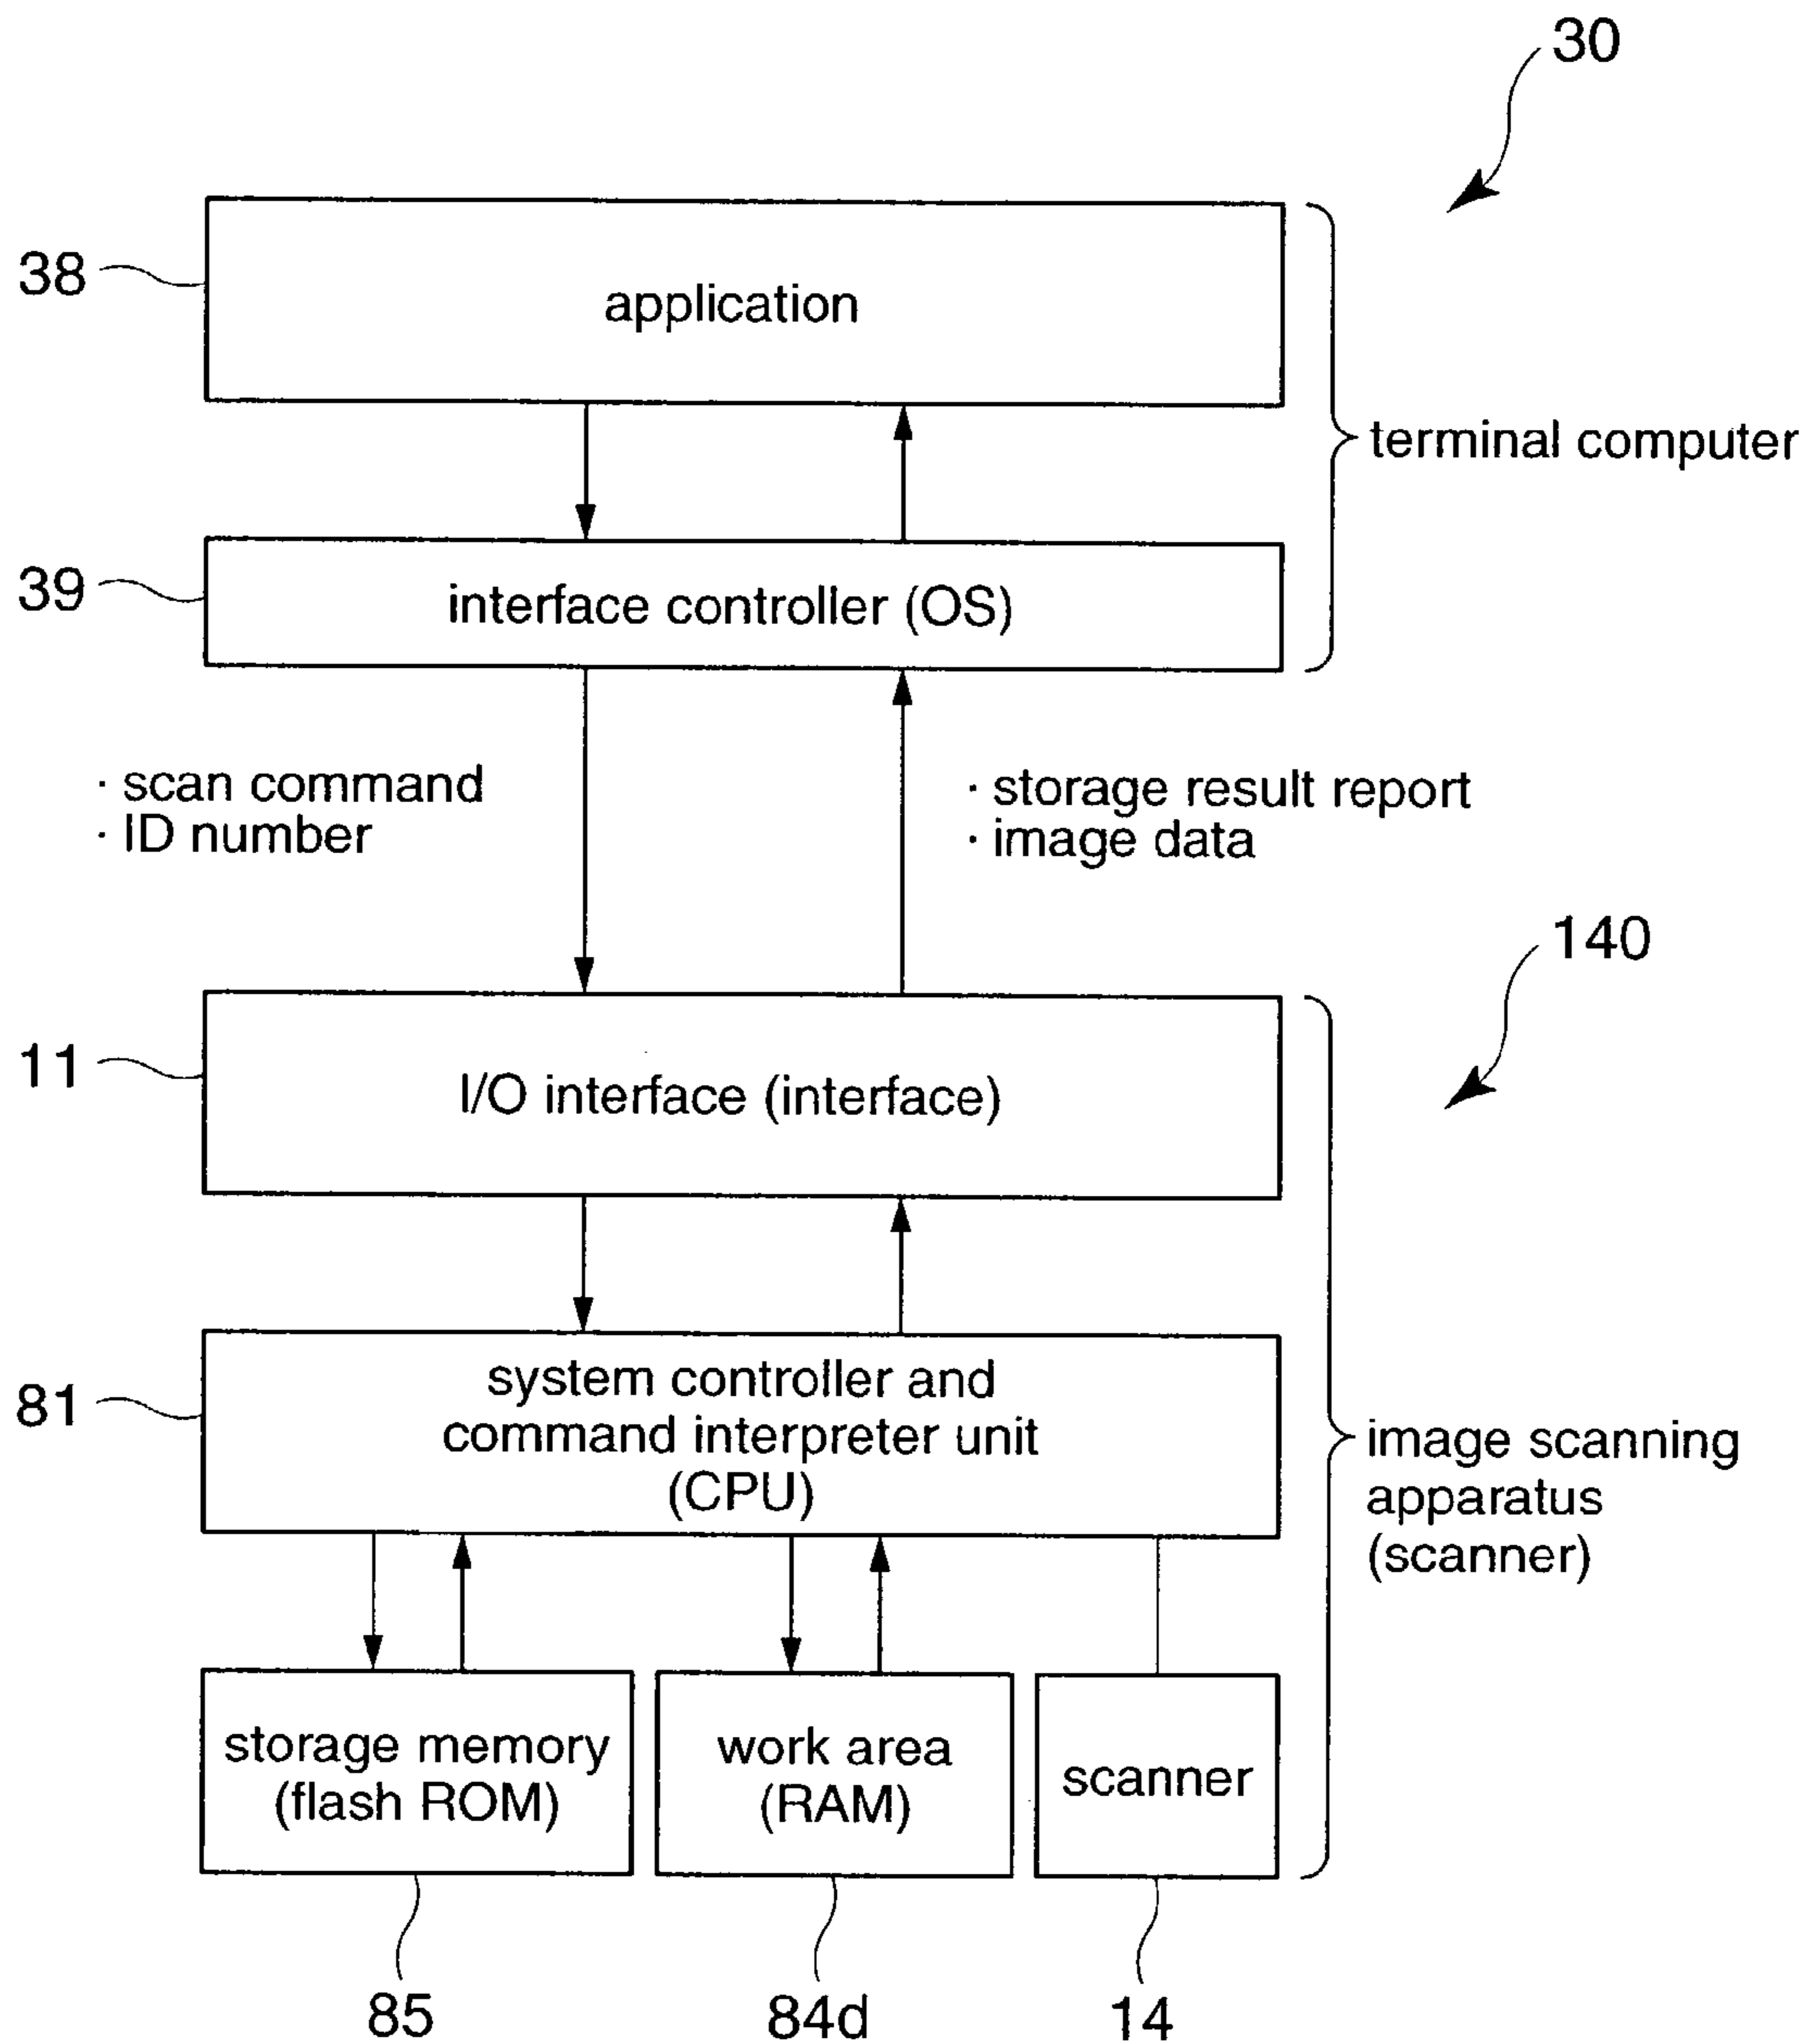 30
38
application
terminal computer
39
interface controller (OS)
· scan command
· ID number
· storage result report
· image data
140
11
I/O interface (interface)
81
system controller and
command interpreter unit
(CPU)
image scanning
apparatus
(scanner)
storage memory
(flash ROM)
work area
(RAM)
scanner
85
84d
14